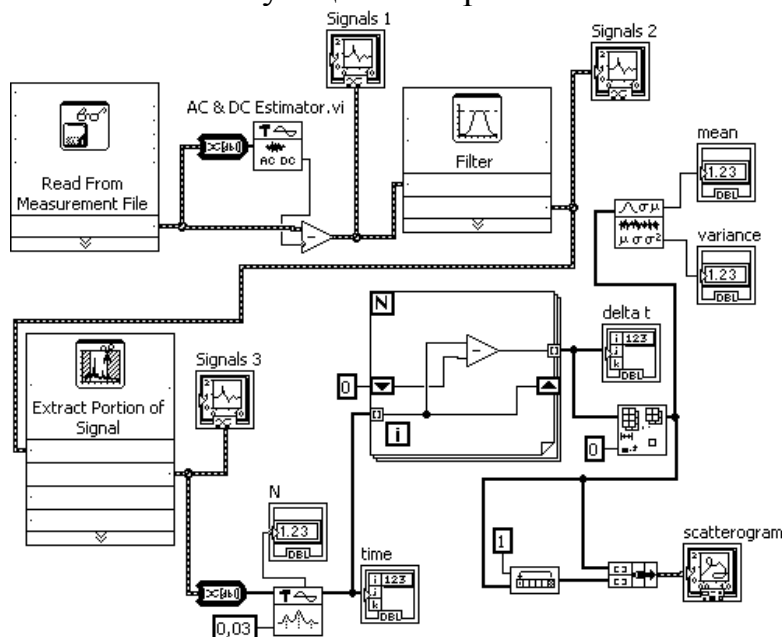 Signals 1
Signals 2
AC & DC Estimator.vi
AC DC
Read From
Measurement File
Filter
mean
1.23
DBL
σ μ
μ σ σ²
variance
1.23
DBL
N
delta t
i 123
j
k
DBL
0
i
0
Extract Portion of
Signal
Signals 3
N
1.23
DBL
time
i 123
j
k
DBL
0,03
1
scatterogram